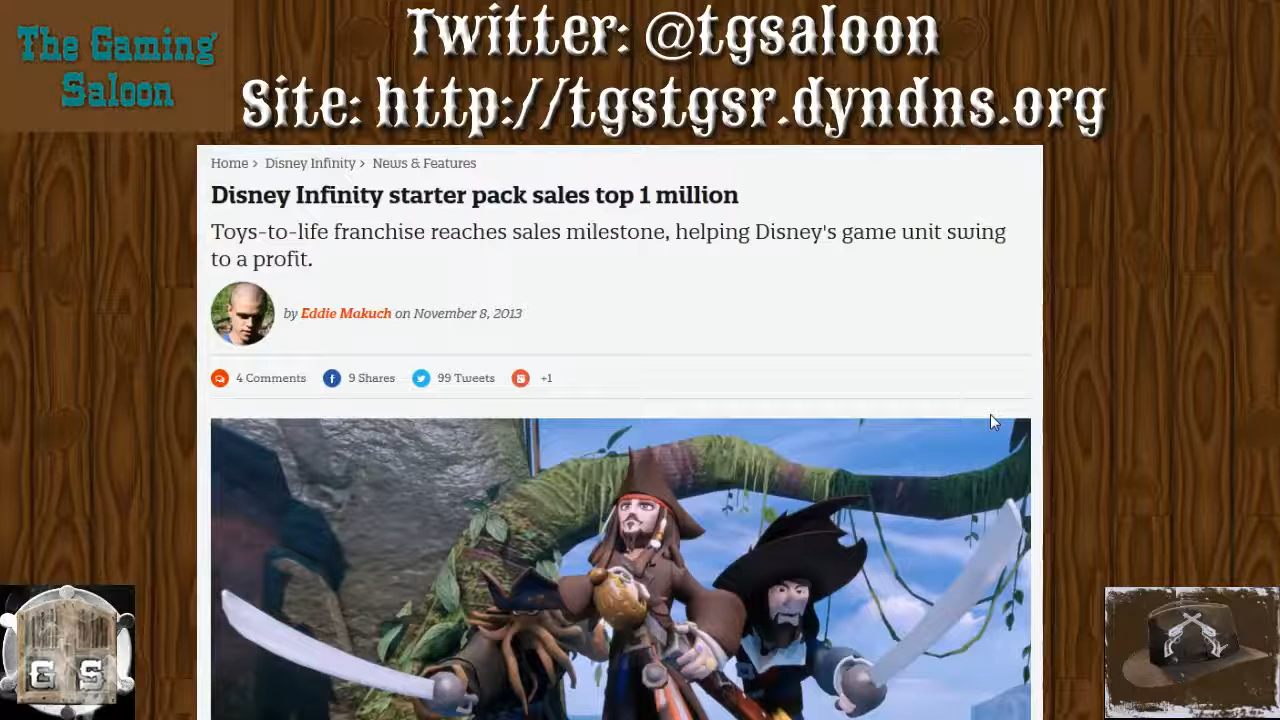 The Gaming
Saloon
Twitter: @tgsaloon
Site: http://tgstgsr.dyndns.org
Home > Disney Infinity > News & Features
Disney Infinity starter pack sales top 1 million
Toys-to-life franchise reaches sales milestone, helping Disney's game unit swing
to a profit.
by Eddie Makuch on November 8, 2013
4 Comments 9 Shares 99 Tweets +1
G S